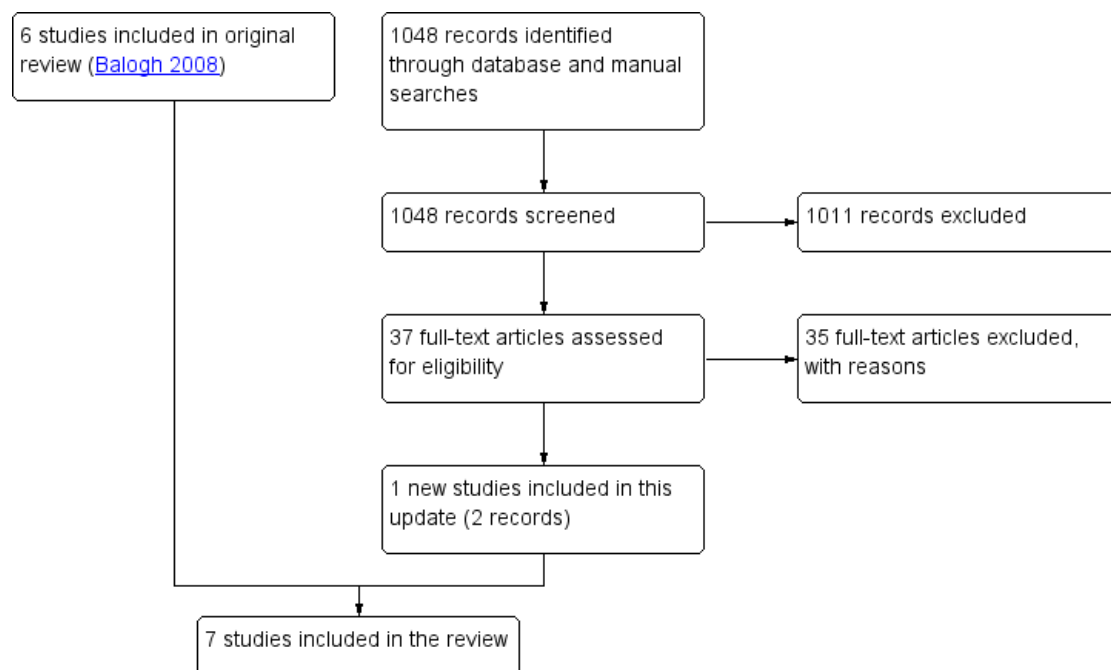 6 studies included in original
review (Balogh 2008)
1048 records identified
through database and manual
searches
1048 records screened
1011 records excluded
37 full-text articles assessed
for eligibility
35 full-text articles excluded,
with reasons
1 new studies included in this
update (2 records)
7 studies included in the review